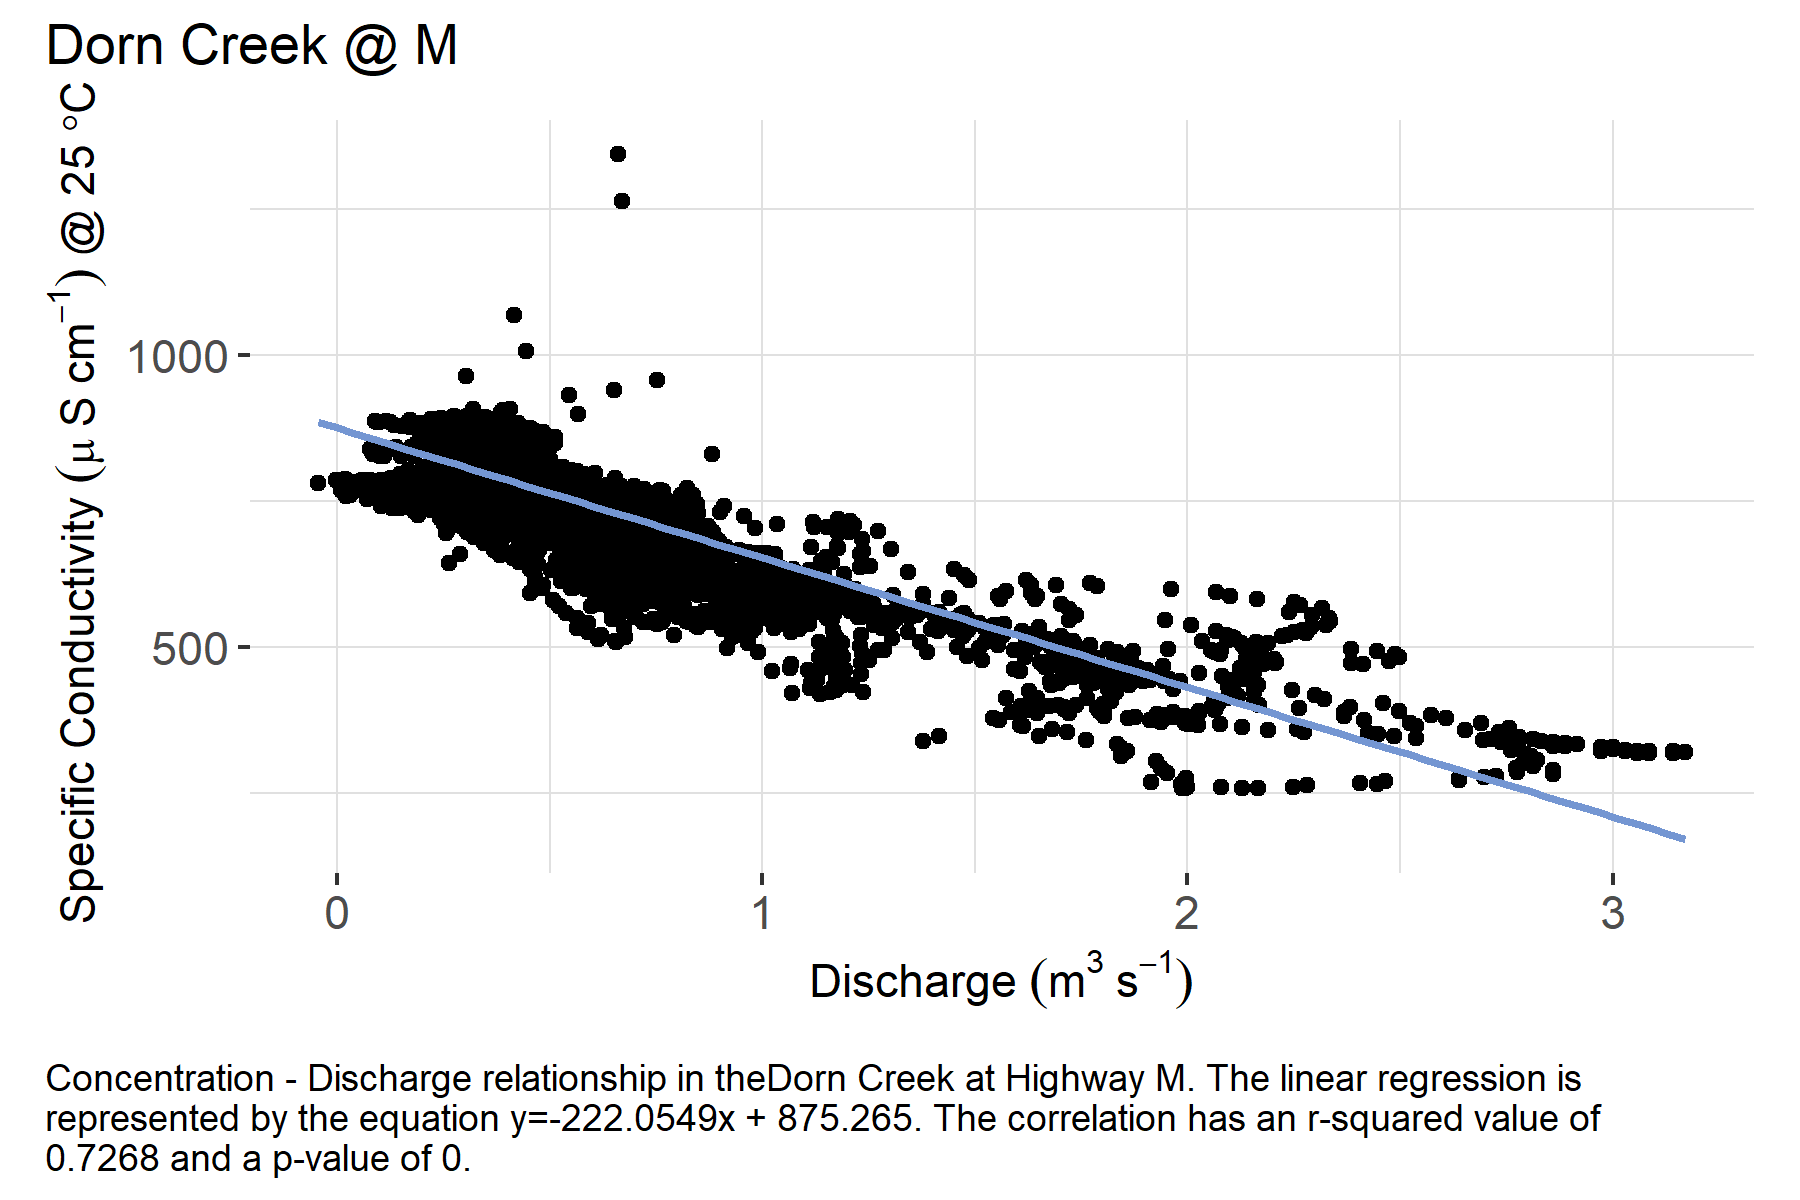 Dorn Creek @ M
Specific Conductivity (μ S cm⁻¹) @ 25 °C
1000
500
0 1 2 3
Discharge (m³ s⁻¹)
Concentration - Discharge relationship in theDorn Creek at Highway M. The linear regression is
represented by the equation y=-222.0549x + 875.265. The correlation has an r-squared value of
0.7268 and a p-value of 0.